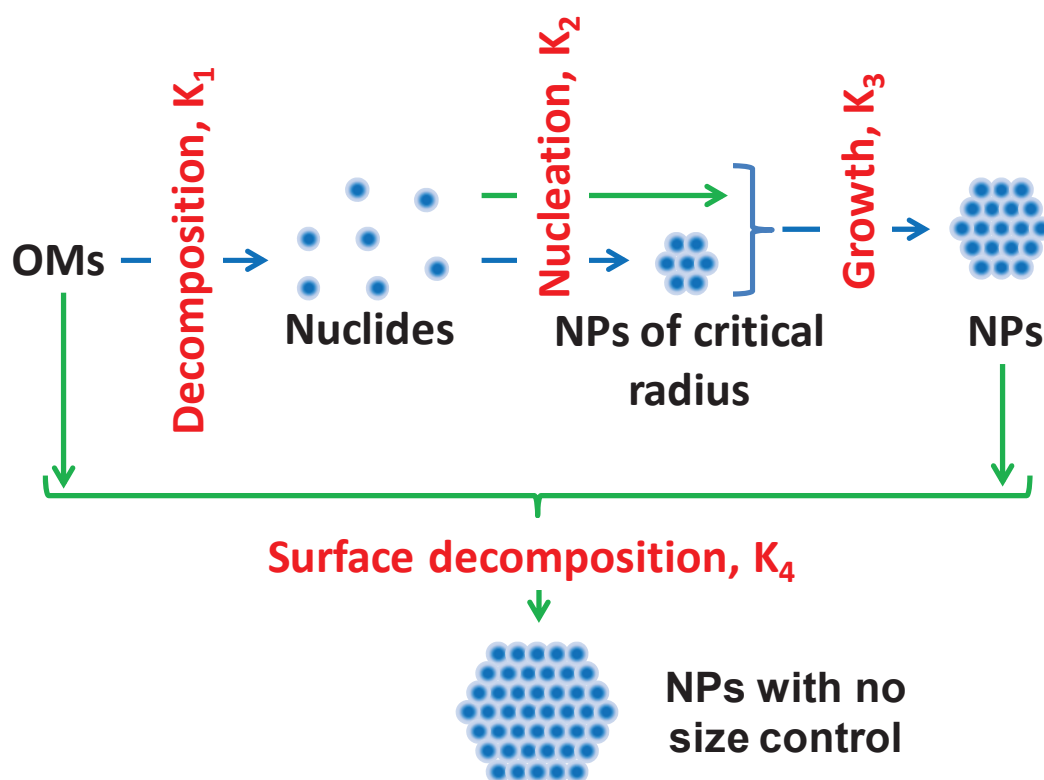 OMs
Decomposition, K1
Nuclides
Nucleation, K2
NPs of critical
radius
Growth, K3
NPs
Surface decomposition, K4
NPs with no
size control